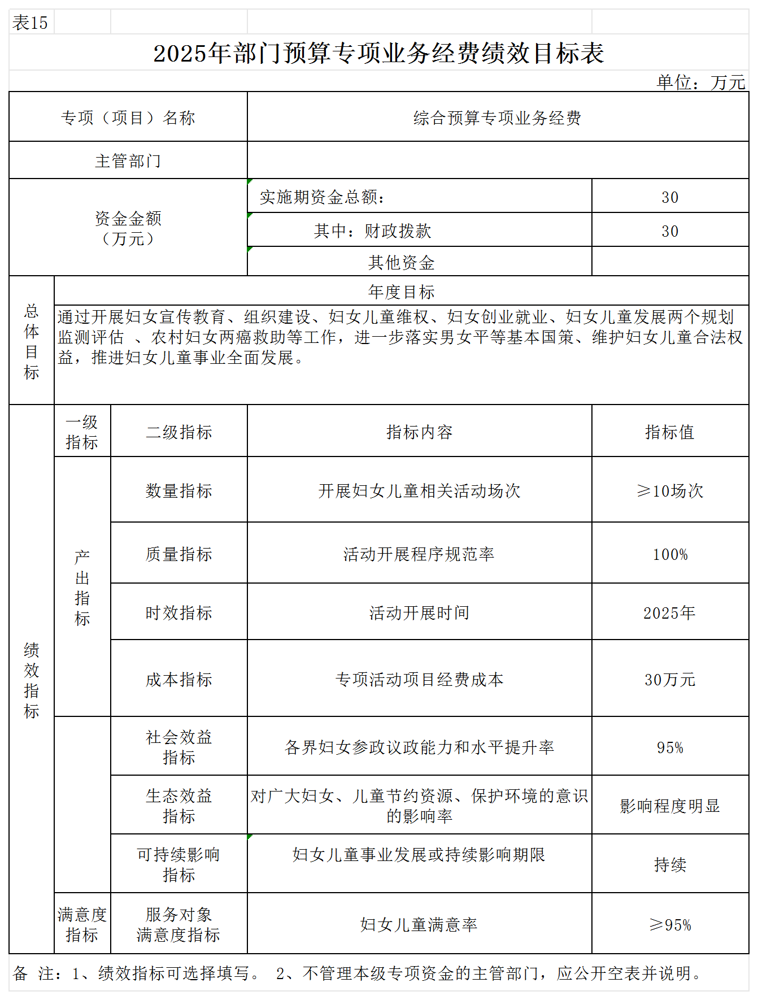 表15
2025年部门预算专项业务经费绩效目标表
单位：万元
专项（项目）名称
综合预算专项业务经费
主管部门
资金金额
（万元）
实施期资金总额：
30
其中：财政拨款
30
其他资金
总体目标
年度目标
通过开展妇女宣传教育、组织建设、妇女儿童维权、妇女创业就业、妇女儿童发展两个规划
监测评估 、农村妇女两癌救助等工作，进一步落实男女平等基本国策、维护妇女儿童合法权
益，推进妇女儿童事业全面发展。
绩效指标
一级
指标
二级指标
指标内容
指标值
产出指标
数量指标
开展妇女儿童相关活动场次
≥10场次
质量指标
活动开展程序规范率
100%
时效指标
活动开展时间
2025年
成本指标
专项活动项目经费成本
30万元
社会效益
指标
各界妇女参政议政能力和水平提升率
95%
生态效益
指标
对广大妇女、儿童节约资源、保护环境的意识
的影响率
影响程度明显
可持续影响
指标
妇女儿童事业发展或持续影响期限
持续
满意度
指标
服务对象
满意度指标
妇女儿童满意率
≥95%
备 注：1、绩效指标可选择填写。 2、不管理本级专项资金的主管部门，应公开空表并说明。